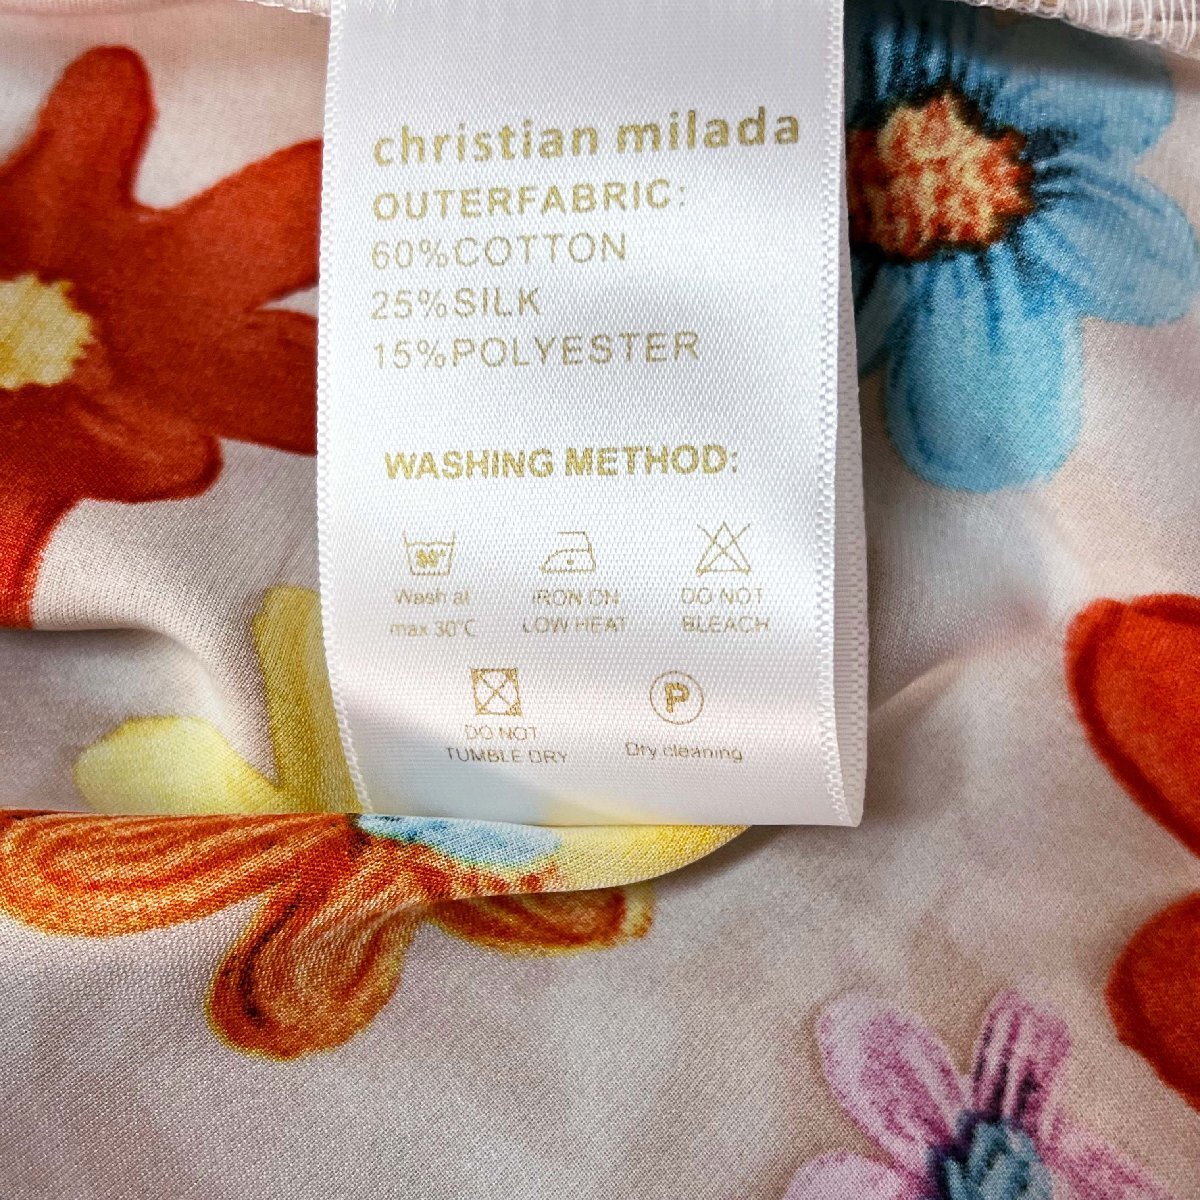 christian milada
OUTERFABRIC:
60%COTTON
25%SILK
15%POLYESTER
WASHING METHOD:
30°
Wash at
max 30°C
IRON ON
LOW HEAT
DO NOT
BLEACH
DO NOT
TUMBLE DRY
P
Dry cleaning